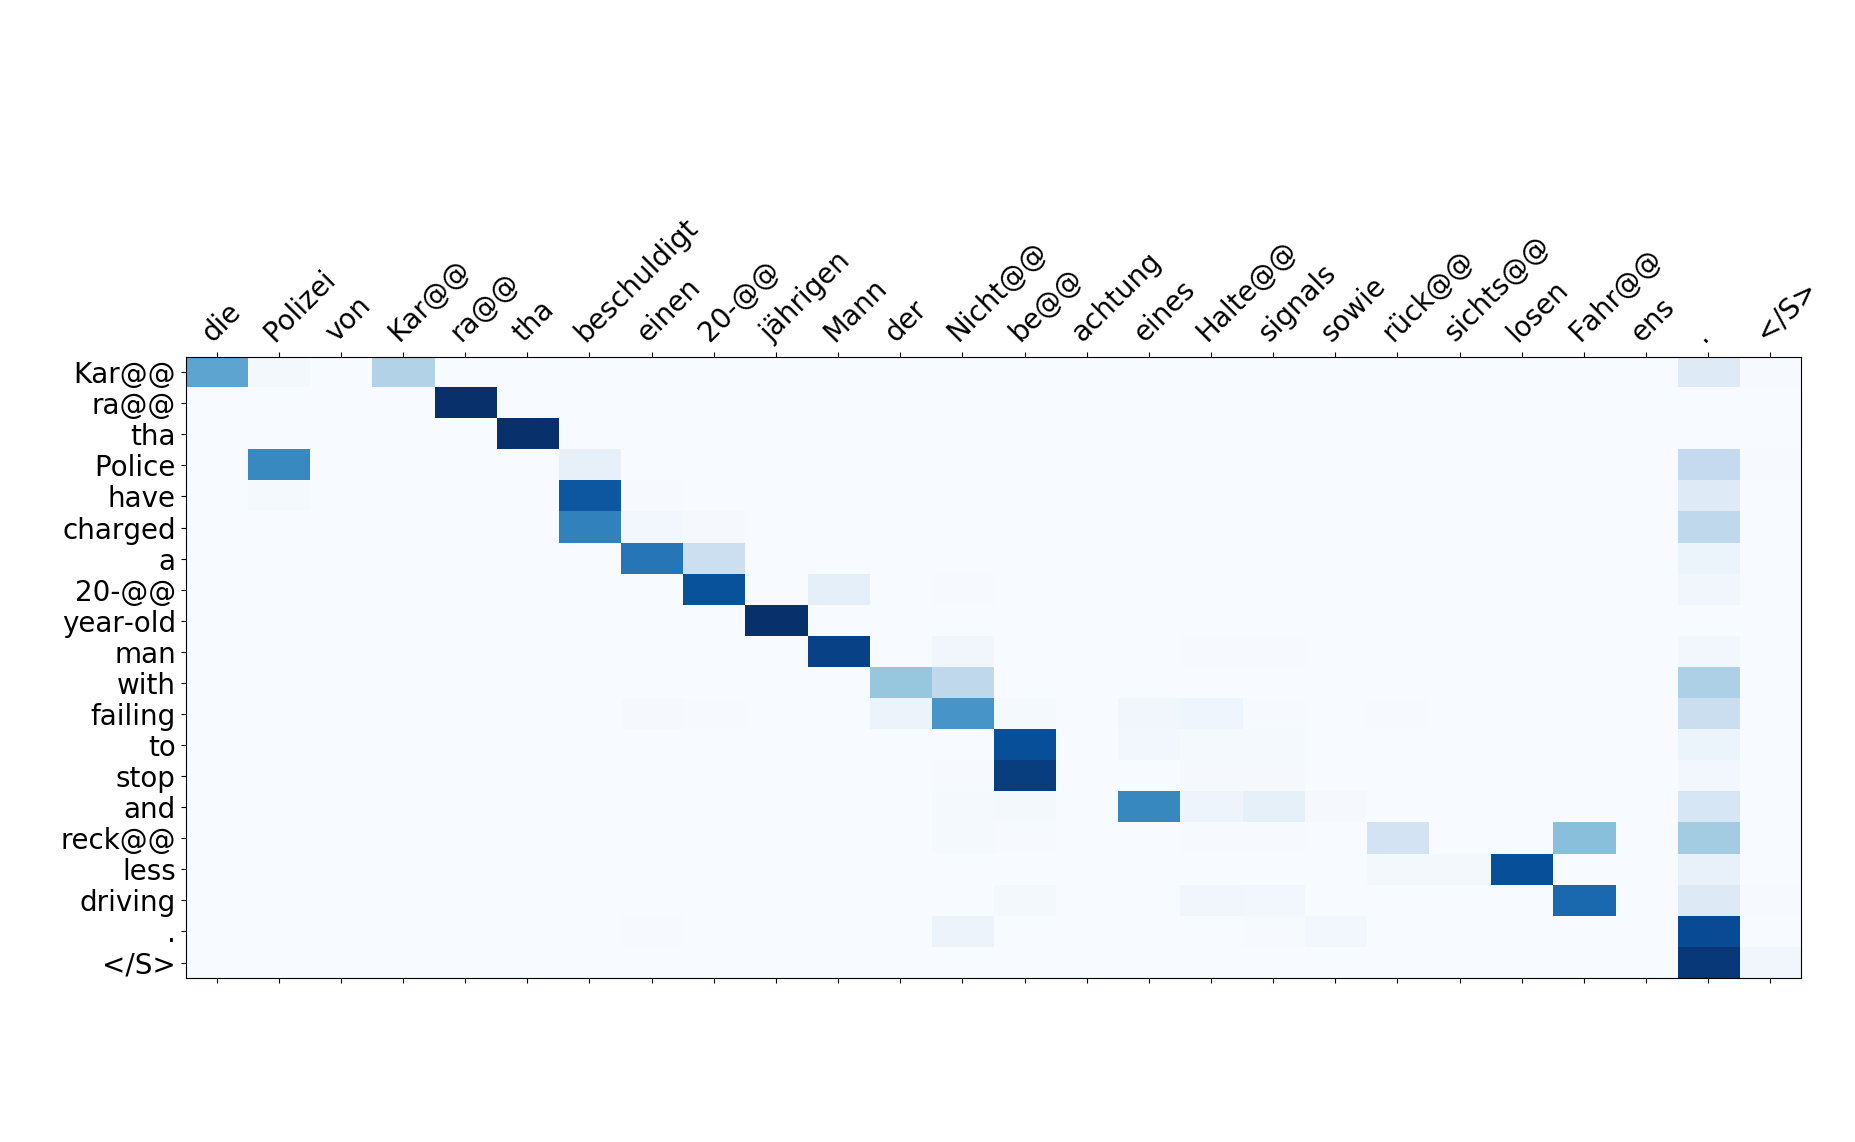 die Polizei von Kar@@ ra@@ tha beschuldigt einen 20-@@ jährigen Mann der Nicht@@ be@@ achtung eines Halte@@ signals sowie rück@@ sichts@@ losen Fahr@@ ens . </S>
Kar@@
ra@@
tha
Police
have
charged
a
20-@@
year-old
man
with
failing
to
stop
and
reck@@
less
driving
.
</S>